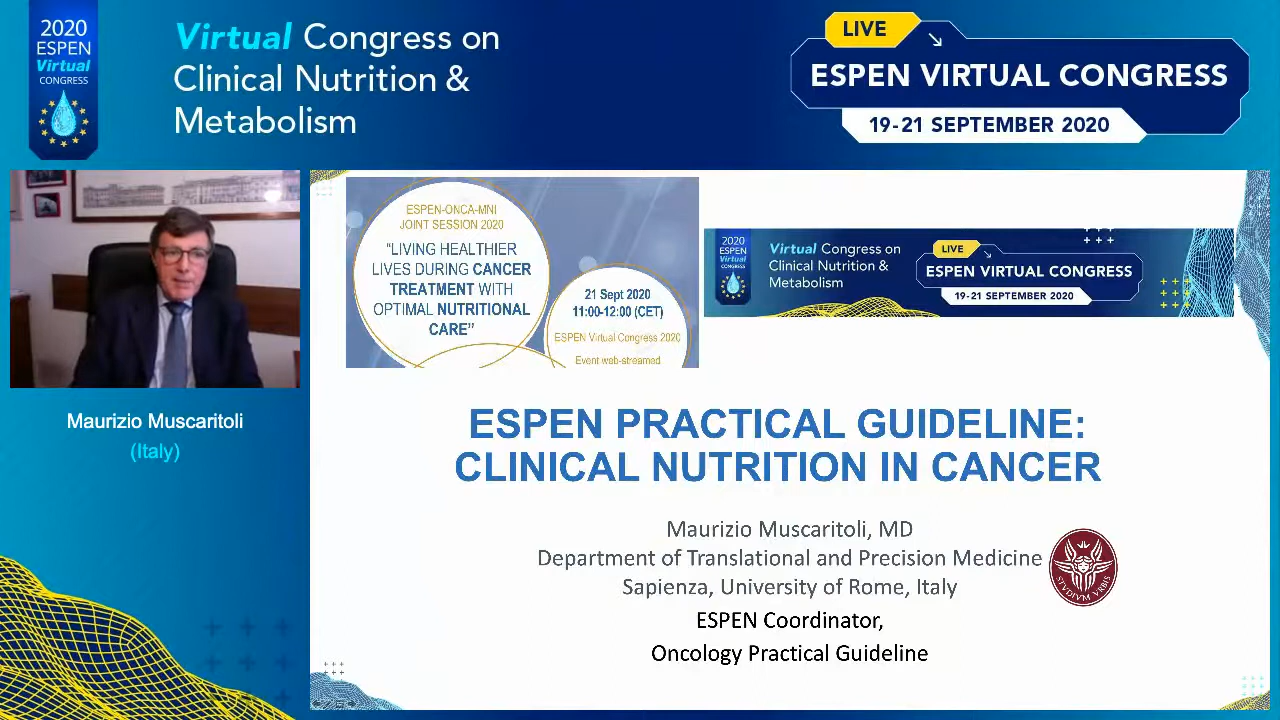 2020
ESPEN
Virtual
CONGRESS
Virtual Congress on
Clinical Nutrition &
Metabolism
LIVE
ESPEN VIRTUAL CONGRESS
19-21 SEPTEMBER 2020
Maurizio Muscaritoli
(Italy)
ESPEN-ONCA-MNI
JOINT SESSION 2020
“LIVING HEALTHIER
LIVES DURING CANCER
TREATMENT WITH
OPTIMAL NUTRITIONAL
CARE”
21 Sept 2020
11:00-12:00 (CET)
ESPEN Virtual Congress 2020
Event web-streamed
2020
ESPEN
Virtual
CONGRESS
Virtual Congress on
Clinical Nutrition &
Metabolism
LIVE
ESPEN VIRTUAL CONGRESS
19-21 SEPTEMBER 2020
ESPEN PRACTICAL GUIDELINE:
CLINICAL NUTRITION IN CANCER
Maurizio Muscaritoli, MD
Department of Translational and Precision Medicine
Sapienza, University of Rome, Italy
STVDIVM VRBIS
ESPEN Coordinator,
Oncology Practical Guideline